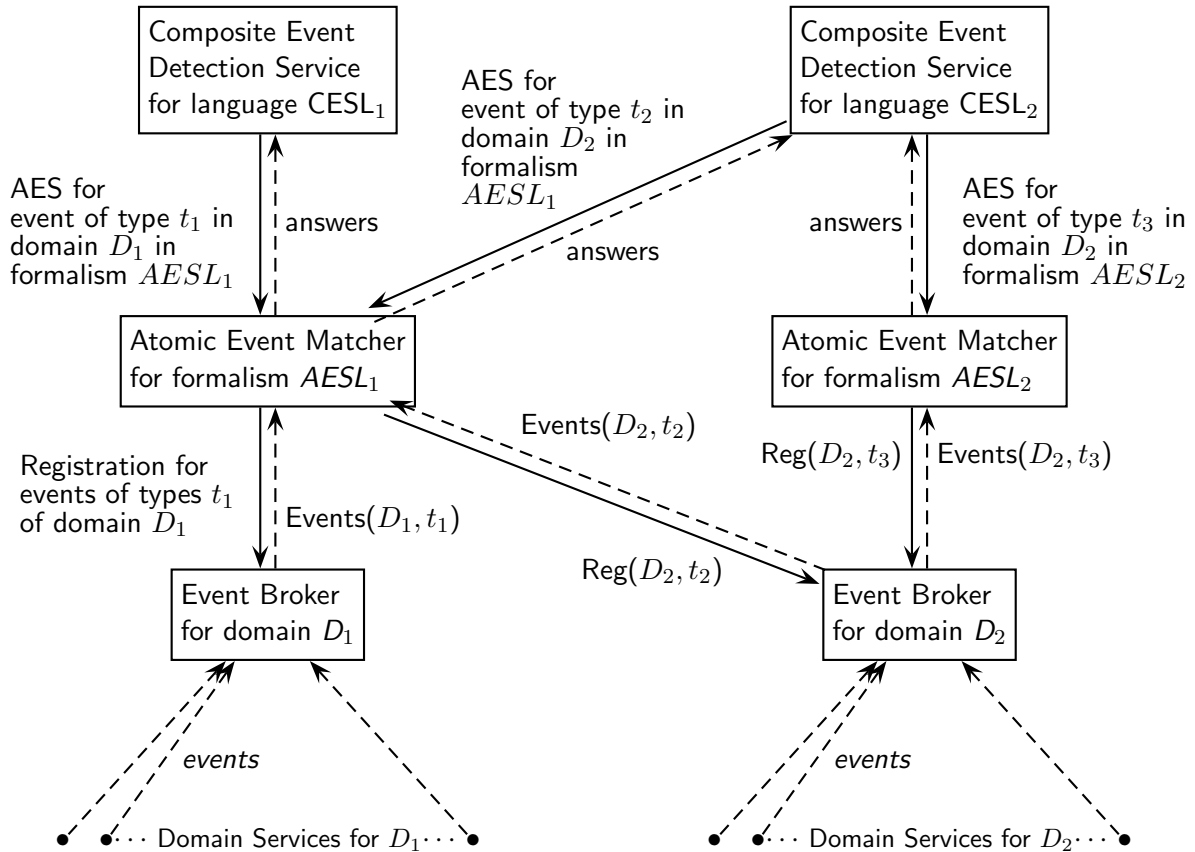 Composite Event
Detection Service
for language CESL₁
Composite Event
Detection Service
for language CESL₂
AES for
event of type t₂ in
domain D₂ in
formalism
AESL₁
AES for
event of type t₁ in
domain D₁ in
formalism AESL₁
answers
answers
answers
AES for
event of type t₃ in
domain D₂ in
formalism AESL₂
Atomic Event Matcher
for formalism AESL₁
Atomic Event Matcher
for formalism AESL₂
Registration for
events of types t₁
of domain D₁
Events(D₁, t₁)
Events(D₂, t₂)
Reg(D₂, t₂)
Reg(D₂, t₃)
Events(D₂, t₃)
Event Broker
for domain D₁
Event Broker
for domain D₂
events
events
··· Domain Services for D₁ ···
··· Domain Services for D₂ ···